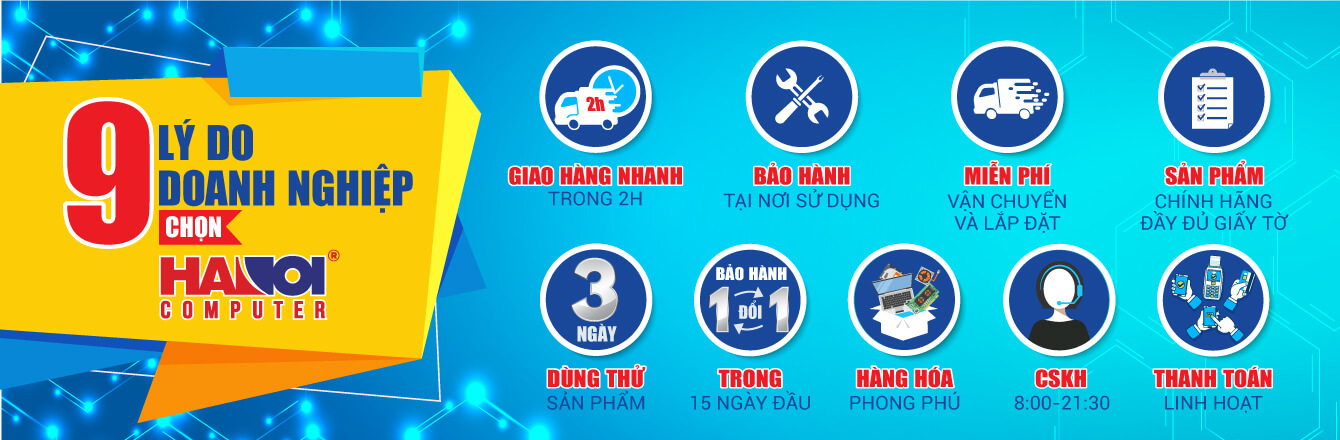 9 LÝ DO
DOANH NGHIỆP
CHỌN
HANOI®
COMPUTER
2h
GIAO HÀNG NHANH
TRONG 2H
BẢO HÀNH
TẠI NƠI SỬ DỤNG
MIỄN PHÍ
VẬN CHUYỂN
VÀ LẮP ĐẶT
SẢN PHẨM
CHÍNH HÃNG
ĐẦY ĐỦ GIẤY TỜ
3
NGÀY
DÙNG THỬ
SẢN PHẨM
BẢO HÀNH
1 ĐỔI 1
TRONG
15 NGÀY ĐẦU
HÀNG HÓA
PHONG PHÚ
CSKH
8:00-21:30
THANH TOÁN
LINH HOẠT